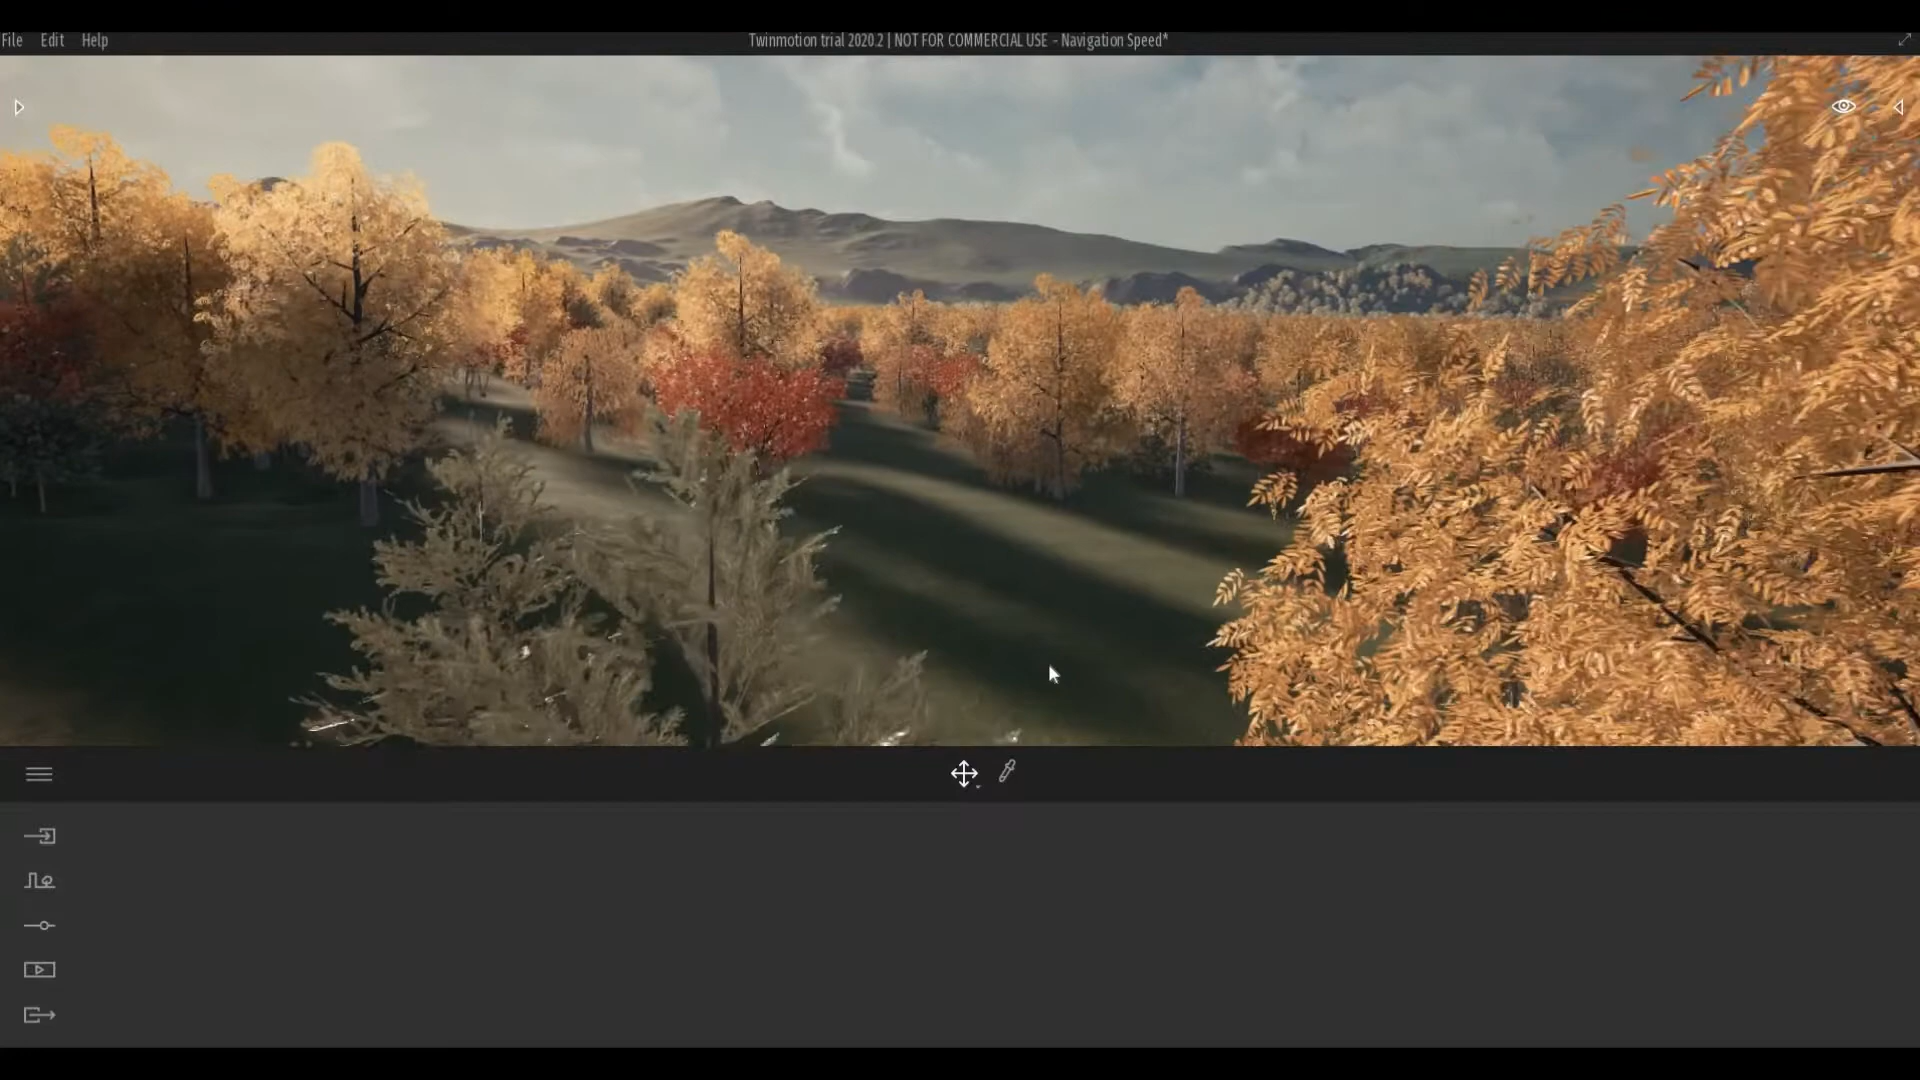 File Edit Help
Twinmotion trial 2020.2 | NOT FOR COMMERCIAL USE - Navigation Speed*